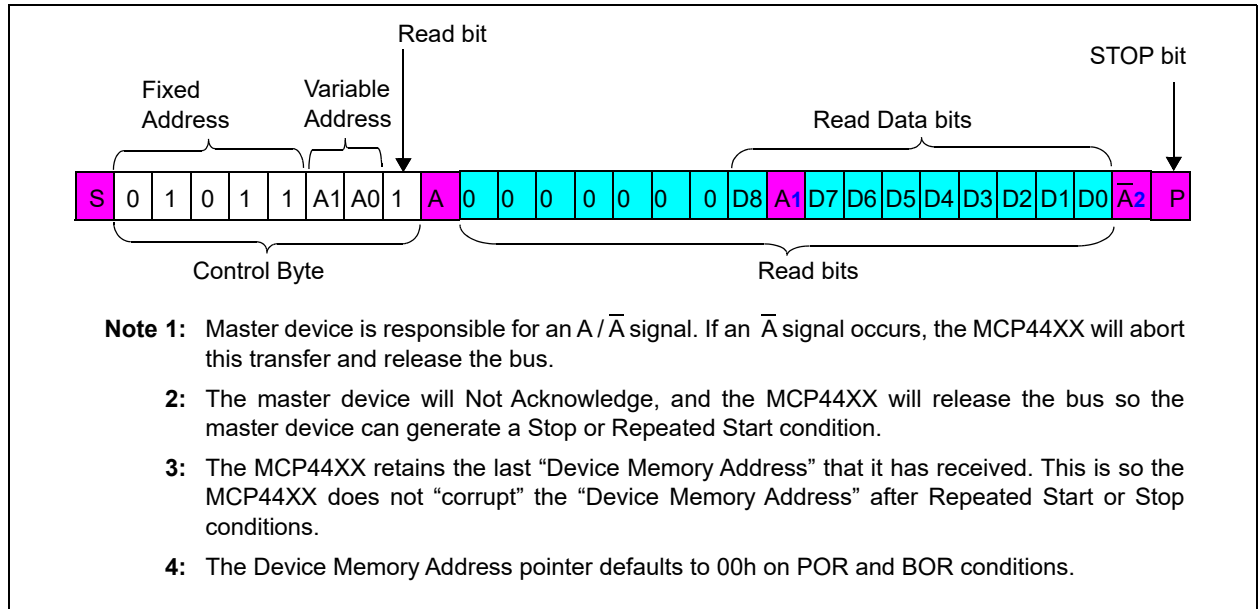 Read bit
STOP bit
Fixed
Address
Variable
Address
Read Data bits
S 0 1 0 1 1 A1 A0 1 A 0 0 0 0 0 0 0 D8 A1 D7 D6 D5 D4 D3 D2 D1 D0 A̅2 P
Control Byte
Read bits
Note 1: Master device is responsible for an A / A̅ signal. If an A̅ signal occurs, the MCP44XX will abort
this transfer and release the bus.
2: The master device will Not Acknowledge, and the MCP44XX will release the bus so the
master device can generate a Stop or Repeated Start condition.
3: The MCP44XX retains the last “Device Memory Address” that it has received. This is so the
MCP44XX does not “corrupt” the “Device Memory Address” after Repeated Start or Stop
conditions.
4: The Device Memory Address pointer defaults to 00h on POR and BOR conditions.